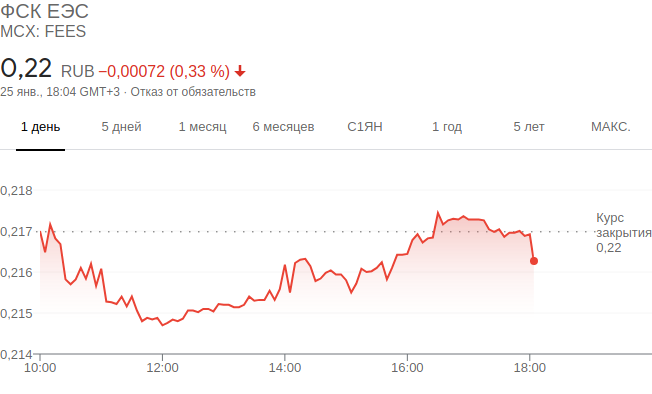 ФСК ЕЭС
MCX: FEES
0,22 RUB −0,00072 (0,33 %)
25 янв., 18:04 GMT+3 · Отказ от обязательств
1 день 5 дней 1 месяц 6 месяцев С1ЯН 1 год 5 лет МАКС.
0,218
0,217
0,216
0,215
0,214
Курс
закрытия
0,22
10:00 12:00 14:00 16:00 18:00